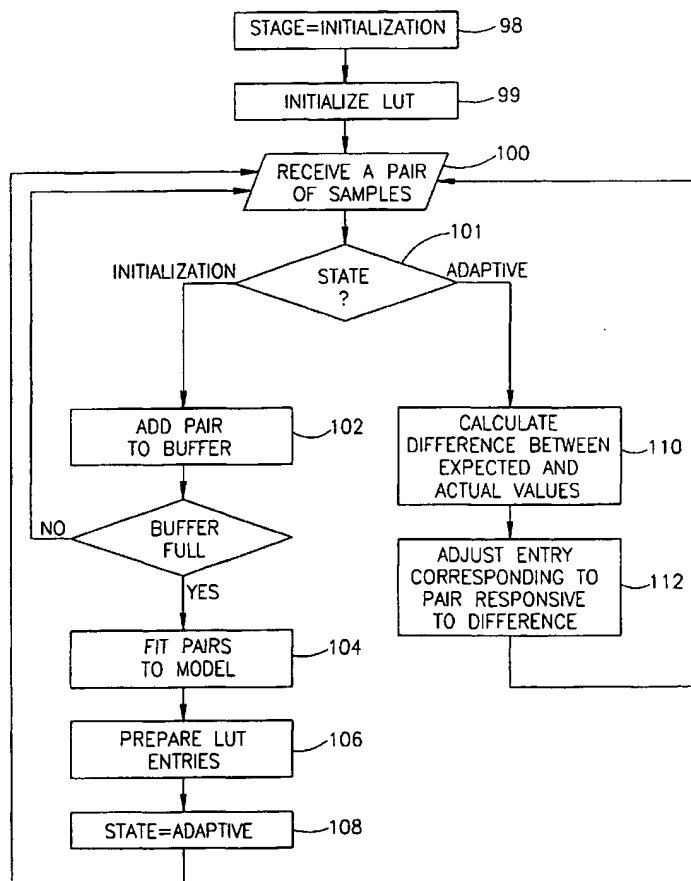 STAGE=INITIALIZATION
98
INITIALIZE LUT
99
RECEIVE A PAIR
OF SAMPLES
100
101
INITIALIZATION
STATE
?
ADAPTIVE
ADD PAIR
TO BUFFER
102
CALCULATE
DIFFERENCE BETWEEN
EXPECTED AND
ACTUAL VALUES
110
NO
BUFFER
FULL
YES
ADJUST ENTRY
CORRESPONDING TO
PAIR RESPONSIVE
TO DIFFERENCE
112
FIT PAIRS
TO MODEL
104
PREPARE LUT
ENTRIES
106
STATE=ADAPTIVE
108